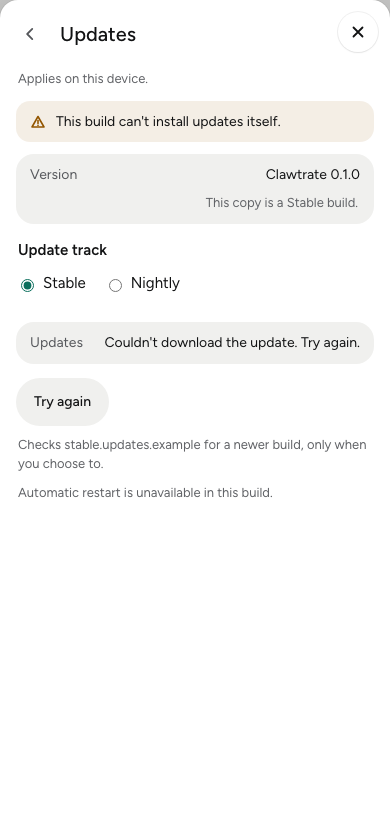 Updates
Applies on this device.
This build can't install updates itself.
Version
Clawtrate 0.1.0
This copy is a Stable build.
Update track
Stable
Nightly
Updates
Couldn't download the update. Try again.
Try again
Checks stable.updates.example for a newer build, only when
you choose to.
Automatic restart is unavailable in this build.